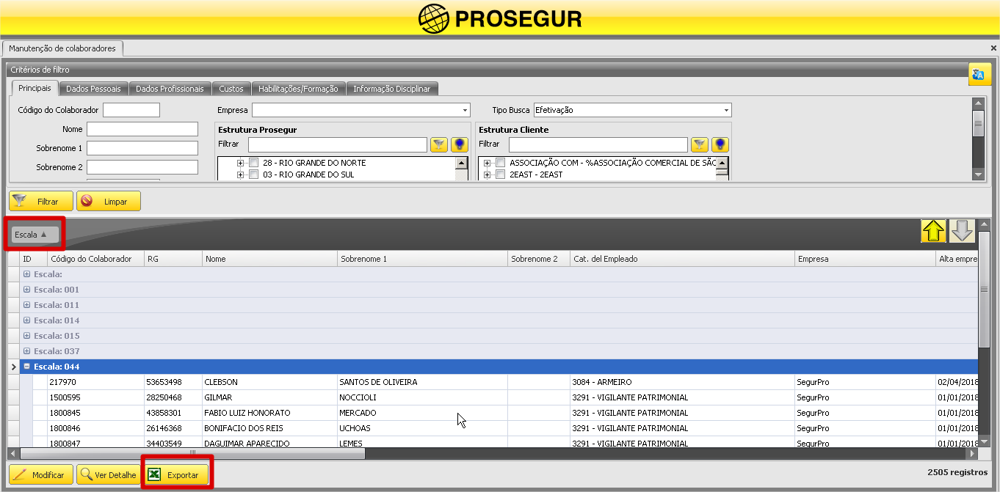 PROSEGUR
Manutenção de colaboradores
Critérios de filtro
Principais Dados Pessoais Dados Profissionais Custos Habilitações/Formação Informação Disciplinar
Código do Colaborador Empresa Tipo Busca Efetivação
Nome Estrutura Prosegur Estrutura Cliente
Sobrenome 1 Filtrar Filtrar
Sobrenome 2 28 - RIO GRANDE DO NORTE ASSOCIAÇÃO COM - %ASSOCIAÇÃO COMERCIAL DE SÃO
03 - RIO GRANDE DO SUL 2EAST - 2EAST
Filtrar Limpar
Escala
ID Código do Colaborador RG Nome Sobrenome 1 Sobrenome 2 Cat. del Empleado Empresa Alta empre
Escala:
Escala: 001
Escala: 011
Escala: 014
Escala: 015
Escala: 037
Escala: 044
217970 53653498 CLEBSON SANTOS DE OLIVEIRA 3084 - ARMEIRO SegurPro 02/04/2018
1500595 28250468 GILMAR NOCCIOLI 3291 - VIGILANTE PATRIMONIAL SegurPro 01/01/2018
1800845 43858301 FABIO LUIZ HONORATO MERCADO 3291 - VIGILANTE PATRIMONIAL SegurPro 01/01/2018
1800846 26146368 BONIFACIO DOS REIS UCHOAS 3291 - VIGILANTE PATRIMONIAL SegurPro 01/01/2018
1800847 34403549 DAGUIMAR APARECIDO LEMES 3291 - VIGILANTE PATRIMONIAL SegurPro 01/01/2018
Modificar Ver Detalhe Exportar 2505 registros